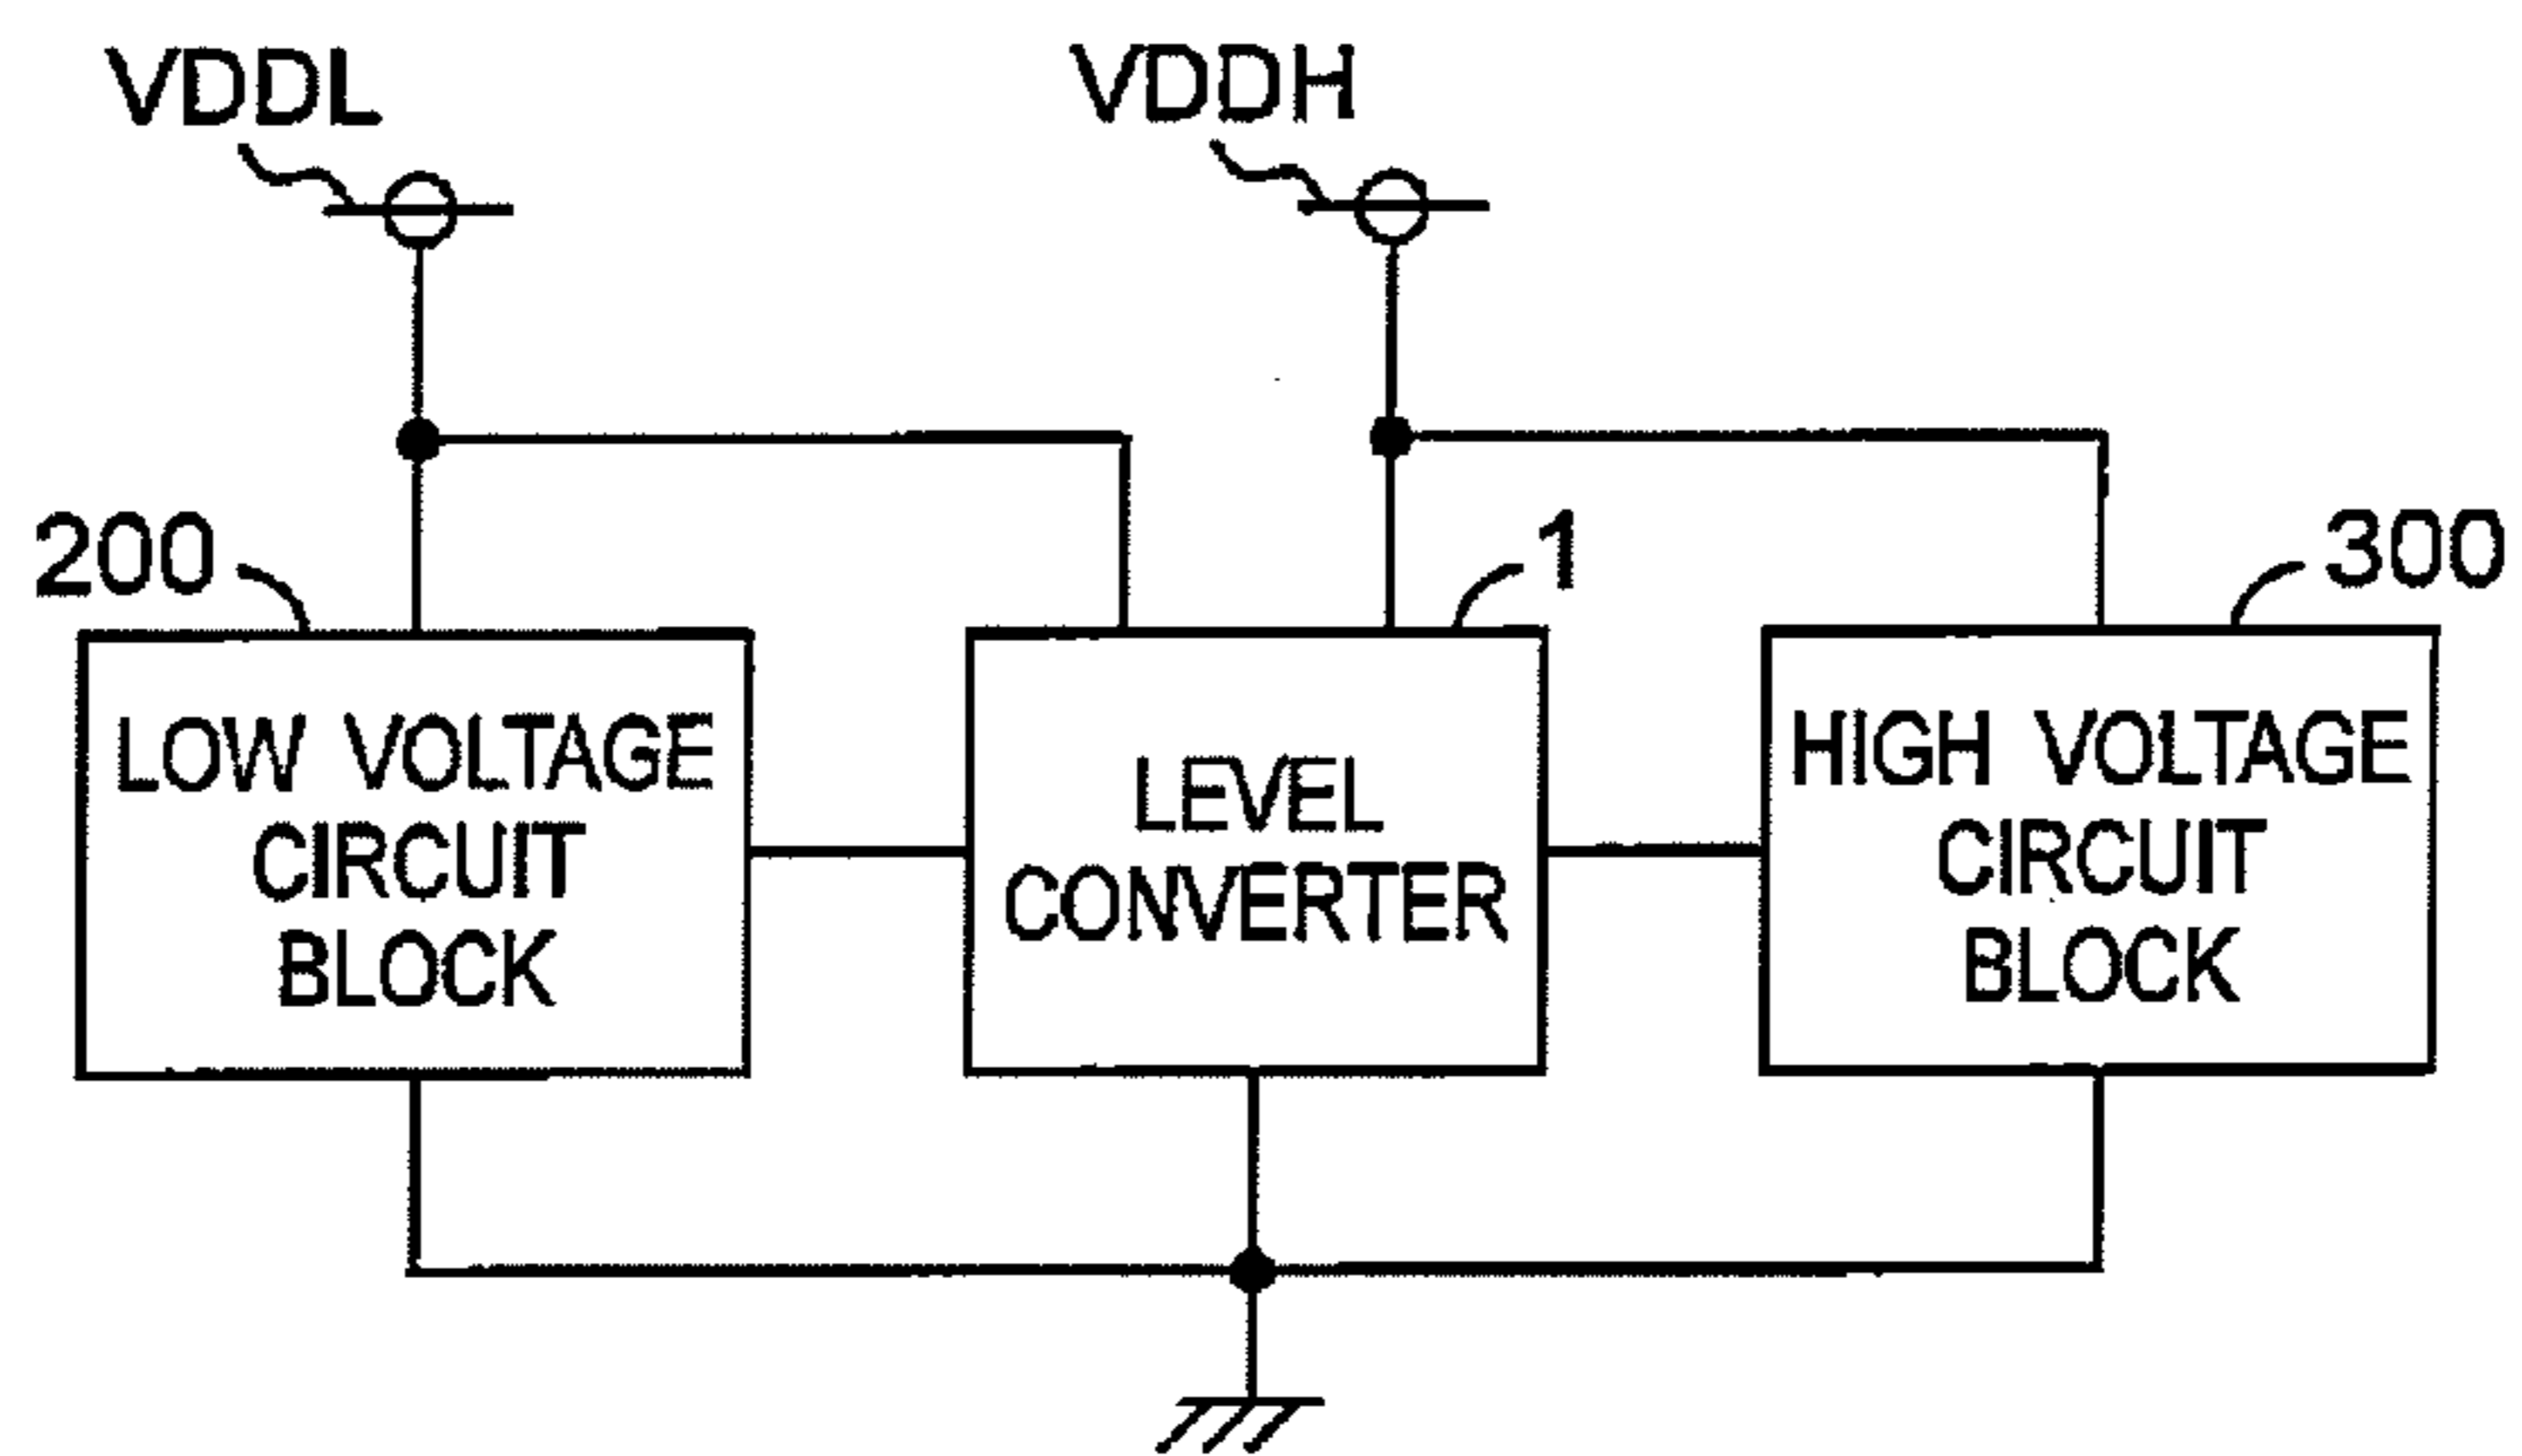 VDDL
VDDH
200
1
300
LOW VOLTAGE
CIRCUIT
BLOCK
LEVEL
CONVERTER
HIGH VOLTAGE
CIRCUIT
BLOCK